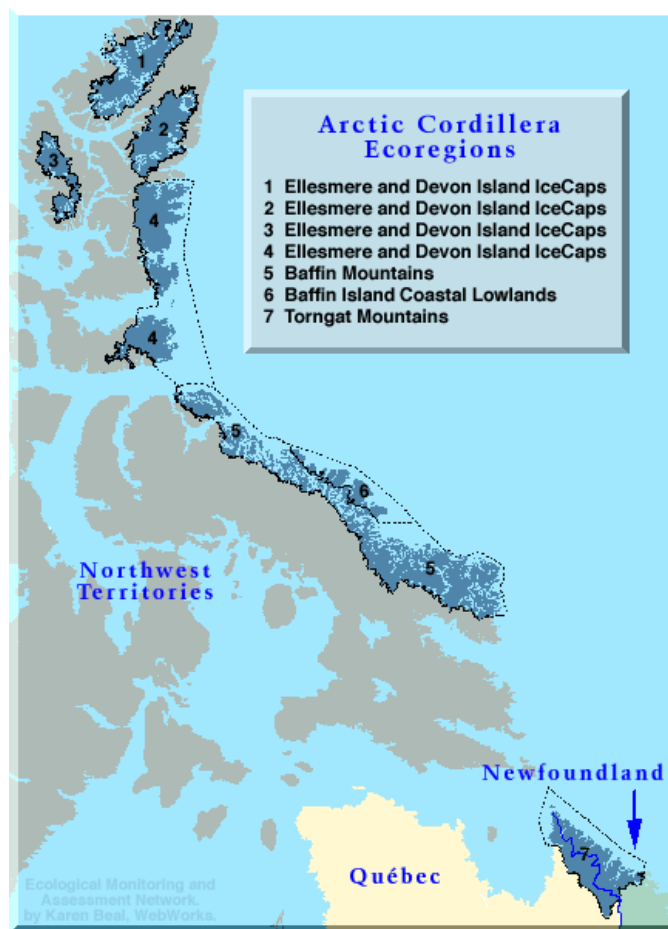 Arctic Cordillera
Ecoregions
1 Ellesmere and Devon Island IceCaps
2 Ellesmere and Devon Island IceCaps
3 Ellesmere and Devon Island IceCaps
4 Ellesmere and Devon Island IceCaps
5 Baffin Mountains
6 Baffin Island Coastal Lowlands
7 Torngat Mountains
1
2
3
4
4
5
6
5
Northwest
Territories
Newfoundland
7
Québec
Ecological Monitoring and
Assessment Network.
by Karen Beal, WebWorks.